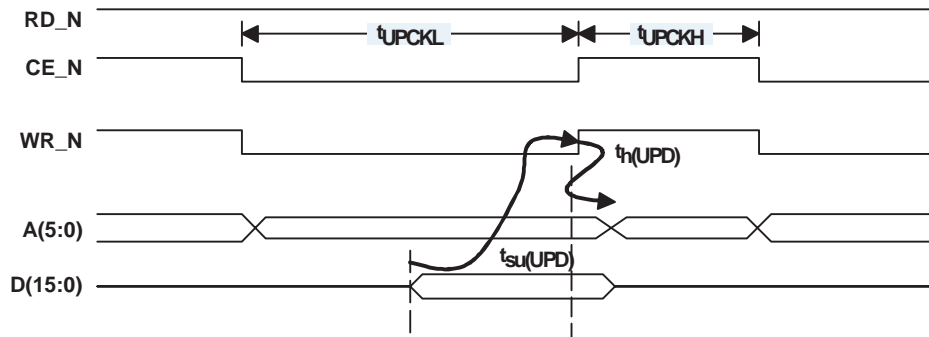 RD_N
tUPCKL
tUPCKH
CE_N
WR_N
th(UPD)
A(5:0)
tsu(UPD)
D(15:0)